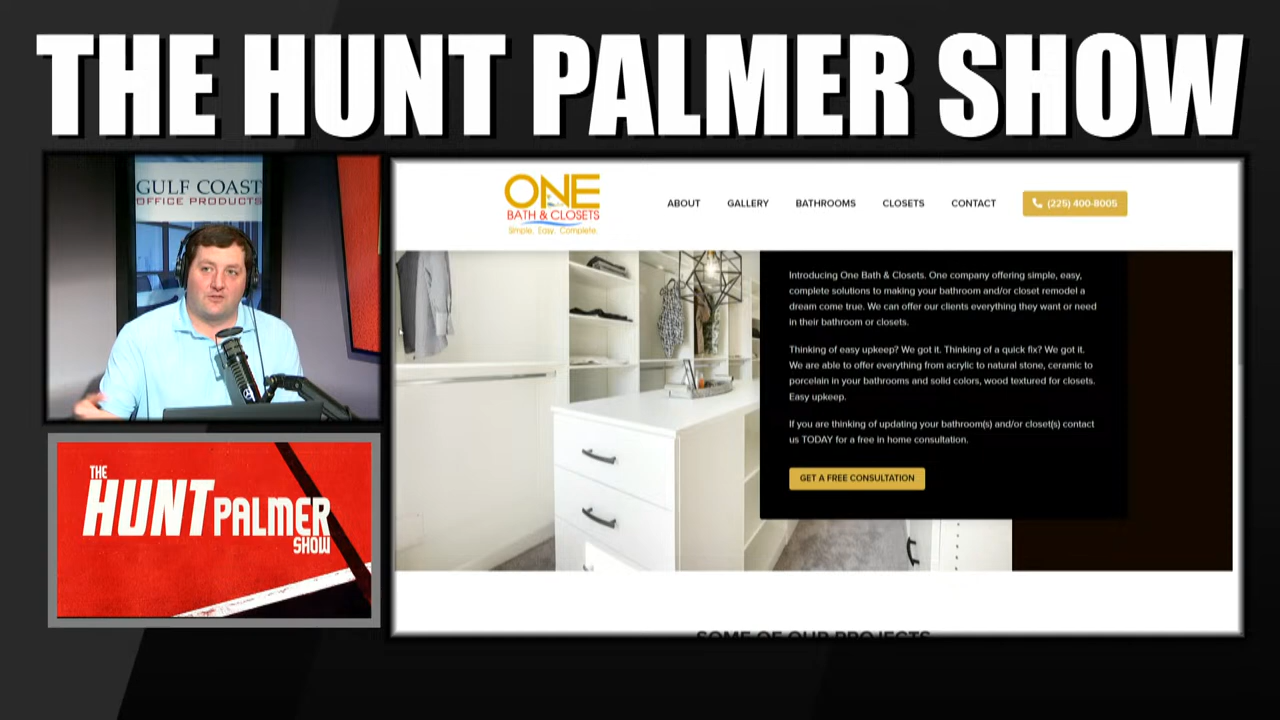 THE HUNT PALMER SHOW
GULF COAST
OFFICE PRODUCTS
THE
HUNT PALMER
SHOW
ONE
BATH & CLOSETS
Simple. Easy. Complete.
ABOUT GALLERY BATHROOMS CLOSETS CONTACT (225) 400-8005
Introducing One Bath & Closets. One company offering simple, easy,
complete solutions to making your bathroom and/or closet remodel a
dream come true. We can offer our clients everything they want or need
in their bathroom or closets.
Thinking of easy upkeep? We got it. Thinking of a quick fix? We got it.
We are able to offer everything from acrylic to natural stone, ceramic to
porcelain in your bathrooms and solid colors, wood textured for closets.
Easy upkeep.
If you are thinking of updating your bathroom(s) and/or closet(s) contact
us TODAY for a free in home consultation.
GET A FREE CONSULTATION
SOME OF OUR PROJECTS